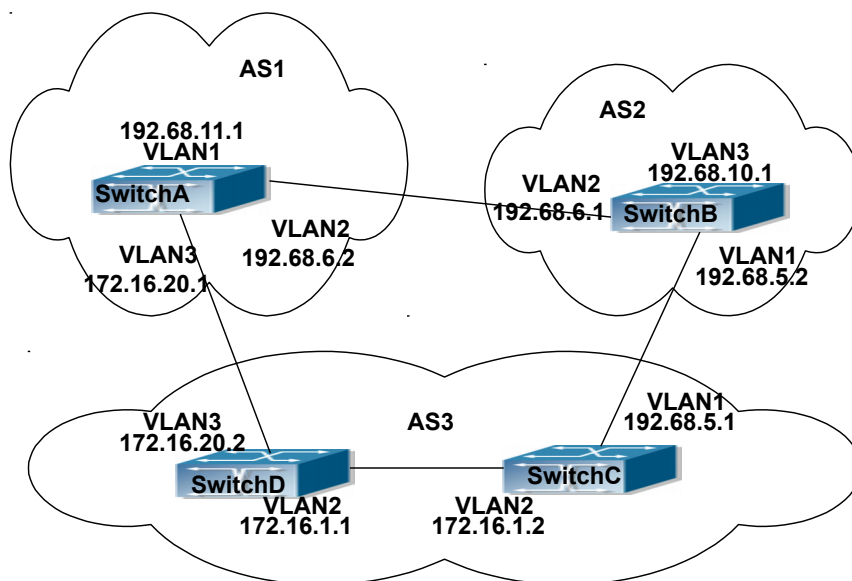 AS1
192.68.11.1
VLAN1
SwitchA
VLAN2
192.68.6.2
VLAN3
172.16.20.1
AS2
VLAN3
192.68.10.1
VLAN2
192.68.6.1
SwitchB
VLAN1
192.68.5.2
AS3
VLAN3
172.16.20.2
SwitchD
VLAN2
172.16.1.1
VLAN1
192.68.5.1
SwitchC
VLAN2
172.16.1.2